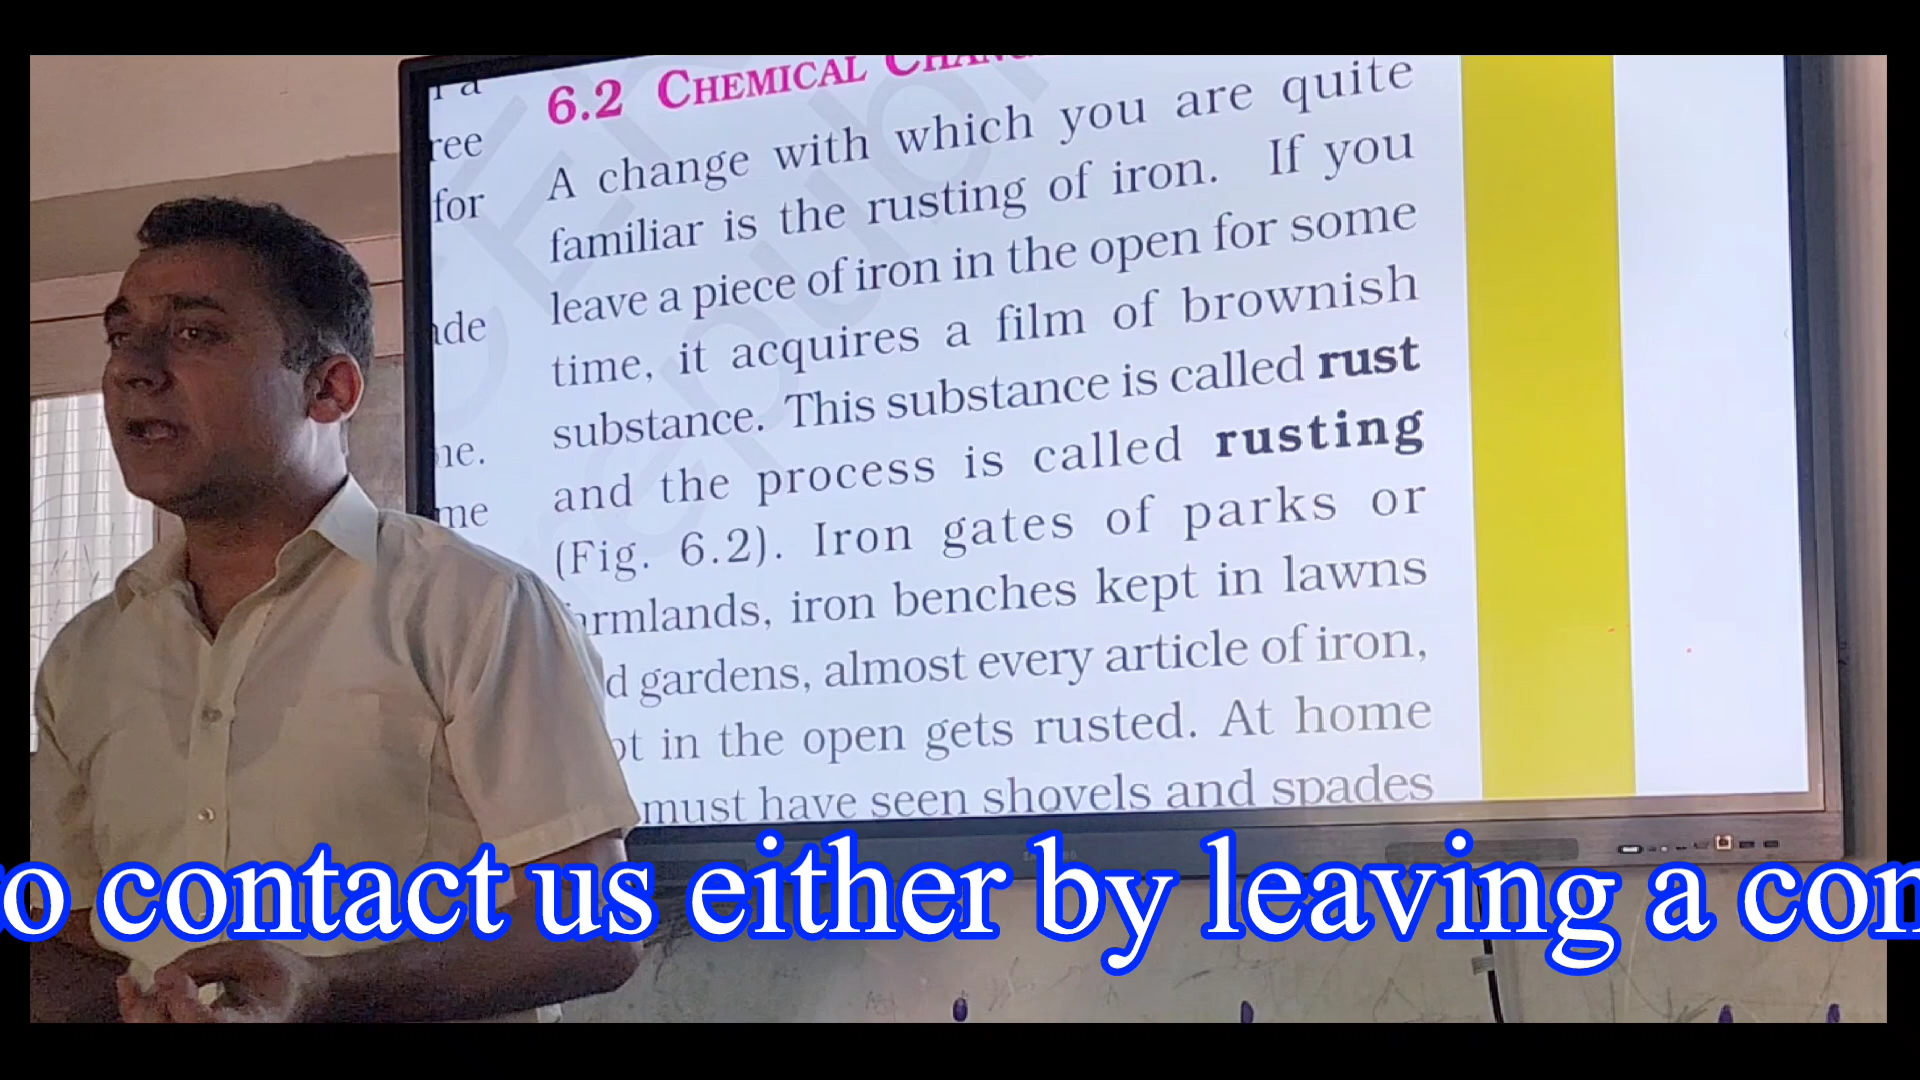 ree
for
ne.
me
6.2 CHEMICAL
A change with which you are quite
familiar is the rusting of iron. If you
leave a piece of iron in the open for some
time, it acquires a film of brownish
substance. This substance is called rust
and the process is called rusting
(Fig. 6.2). Iron gates of parks or
rmlands, iron benches kept in lawns
d gardens, almost every article of iron,
in the open gets rusted. At home
must have seen shovels and spades
contact us either by leaving a